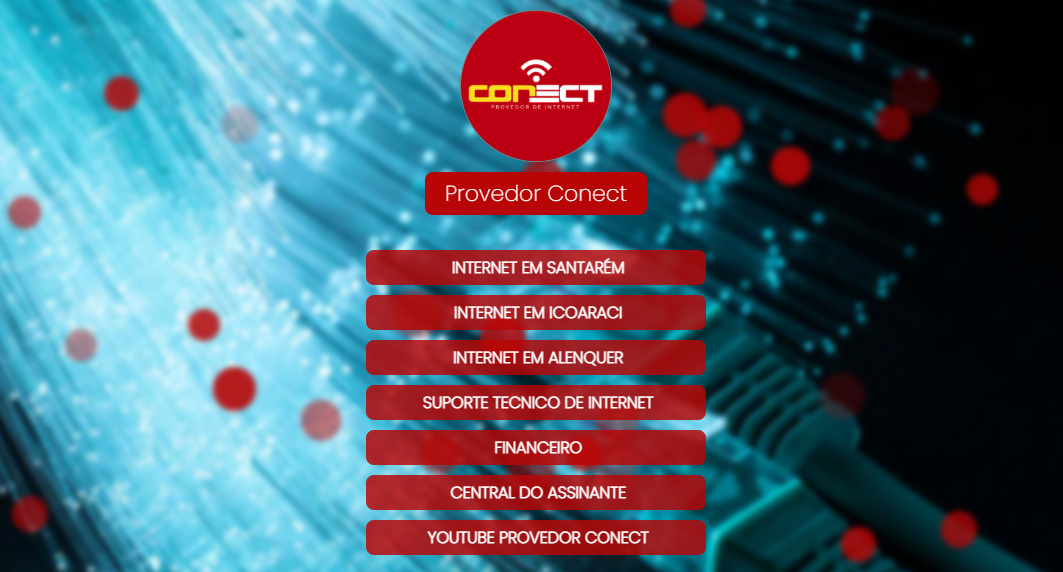 CONECT
PROVEDOR DE INTERNET
Provedor Conect
INTERNET EM SANTARÉM
INTERNET EM ICOARACI
INTERNET EM ALENQUER
SUPORTE TECNICO DE INTERNET
FINANCEIRO
CENTRAL DO ASSINANTE
YOUTUBE PROVEDOR CONECT